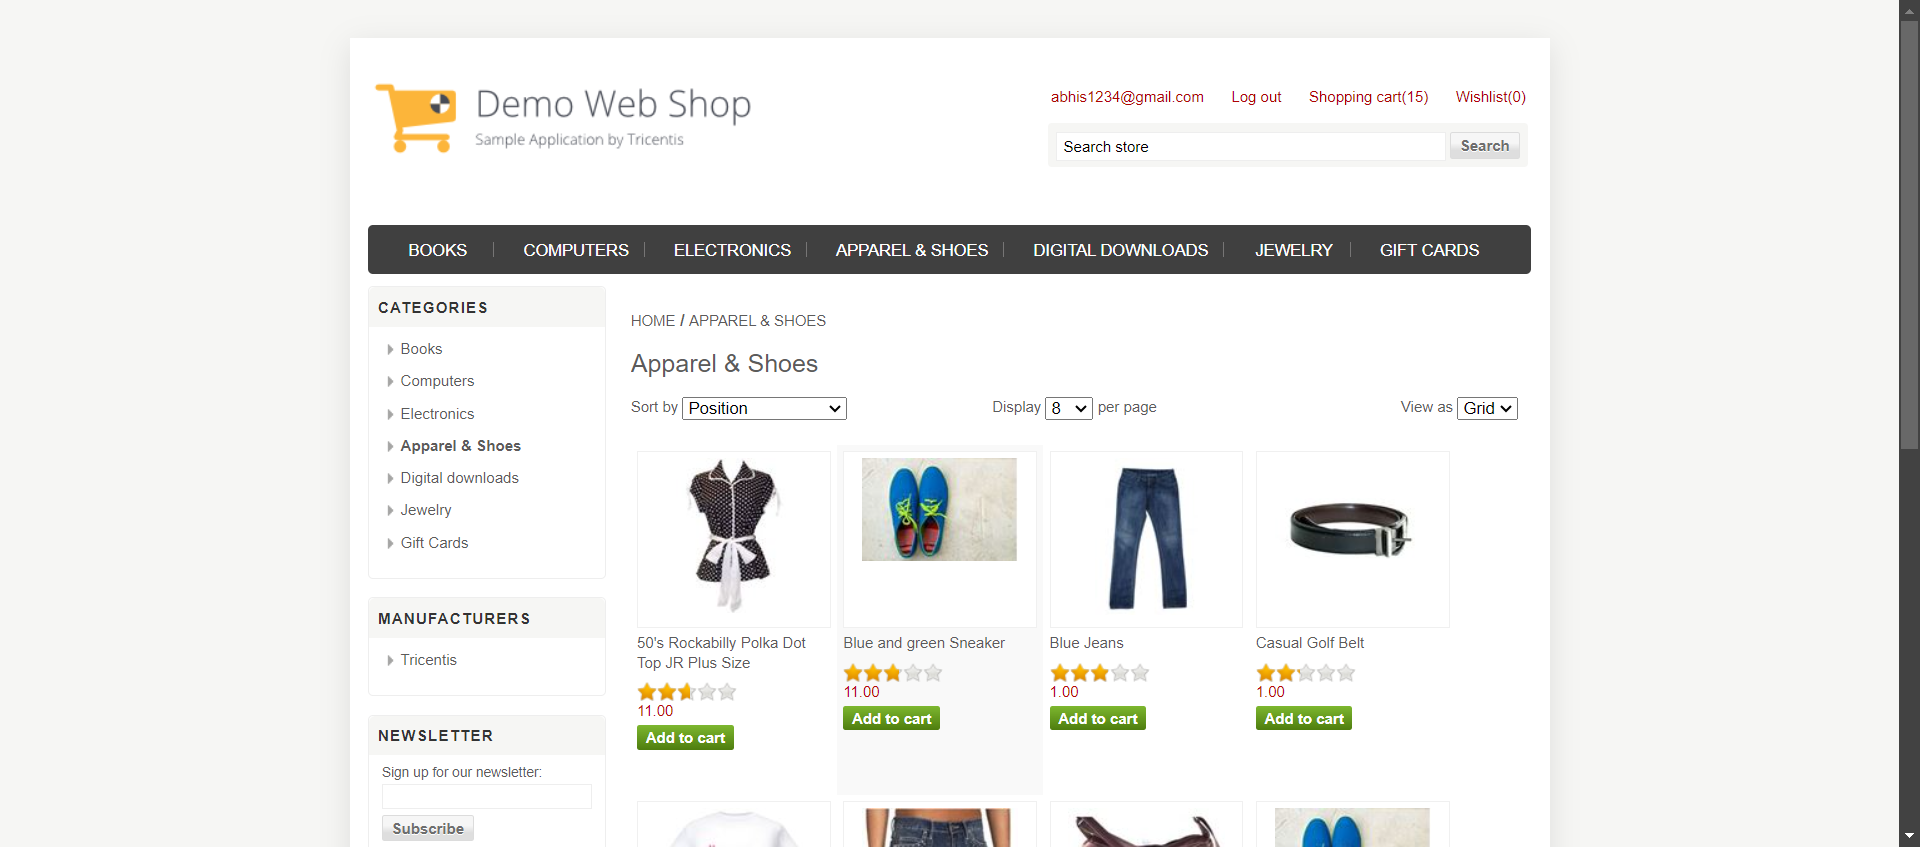 Demo Web Shop
Sample Application by Tricentis
abhis1234@gmail.com Log out Shopping cart(15) Wishlist(0)
Search store Search
BOOKS COMPUTERS ELECTRONICS APPAREL & SHOES DIGITAL DOWNLOADS JEWELRY GIFT CARDS
CATEGORIES
Books
Computers
Electronics
Apparel & Shoes
Digital downloads
Jewelry
Gift Cards
MANUFACTURERS
Tricentis
NEWSLETTER
Sign up for our newsletter:
Subscribe
HOME / APPAREL & SHOES
Apparel & Shoes
Sort by Position Display 8 per page View as Grid
50's Rockabilly Polka Dot
Top JR Plus Size
11.00
Add to cart
Blue and green Sneaker
11.00
Add to cart
Blue Jeans
1.00
Add to cart
Casual Golf Belt
1.00
Add to cart